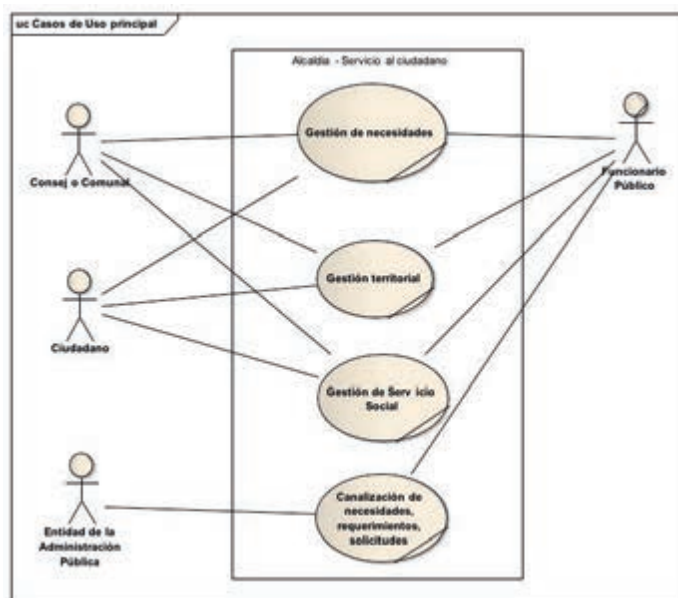 uc Casos de Uso principal
Alcaldía - Servicio al ciudadano
Gestión de necesidades
Consej o Comunal
Funcionario
Público
Gestión territorial
Ciudadano
Gestión de Serv icio
Social
Canalización de
necesidades,
requerimientos,
solicitudes
Entidad de la
Administración
Pública